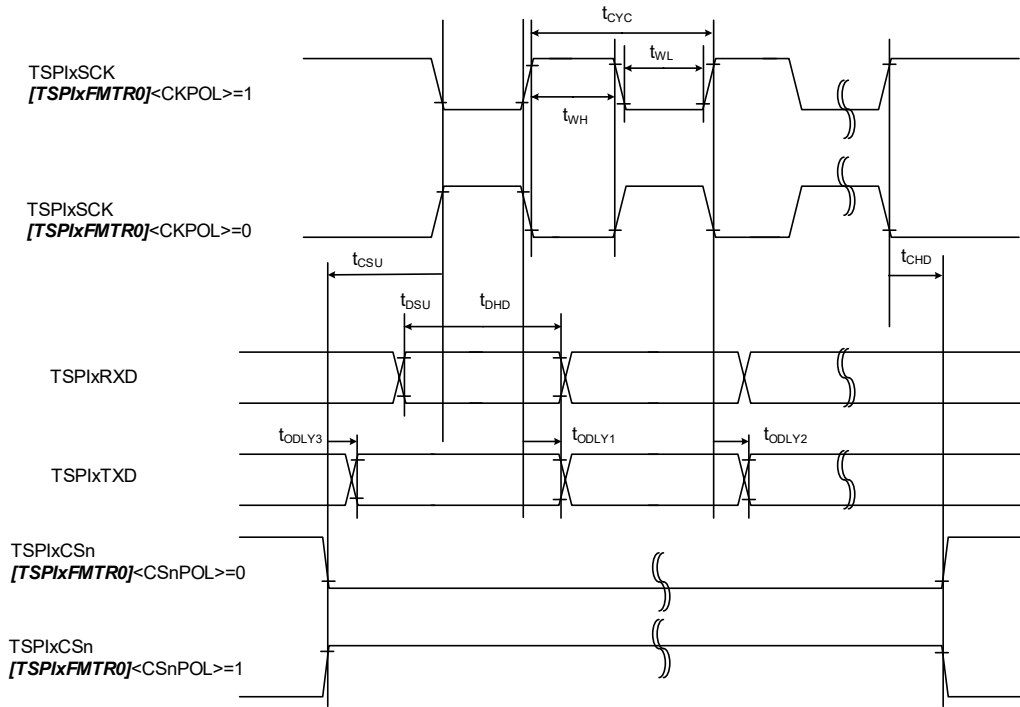 tCYC
tWL
TSPIxSCK
[TSPIxFMTR0]<CKPOL>=1
tWH
TSPIxSCK
[TSPIxFMTR0]<CKPOL>=0
tCSU
tCHD
tDSU
tDHD
TSPIxRXD
tODLY3
tODLY1
tODLY2
TSPIxTXD
TSPIxCSn
[TSPIxFMTR0]<CSnPOL>=0
TSPIxCSn
[TSPIxFMTR0]<CSnPOL>=1